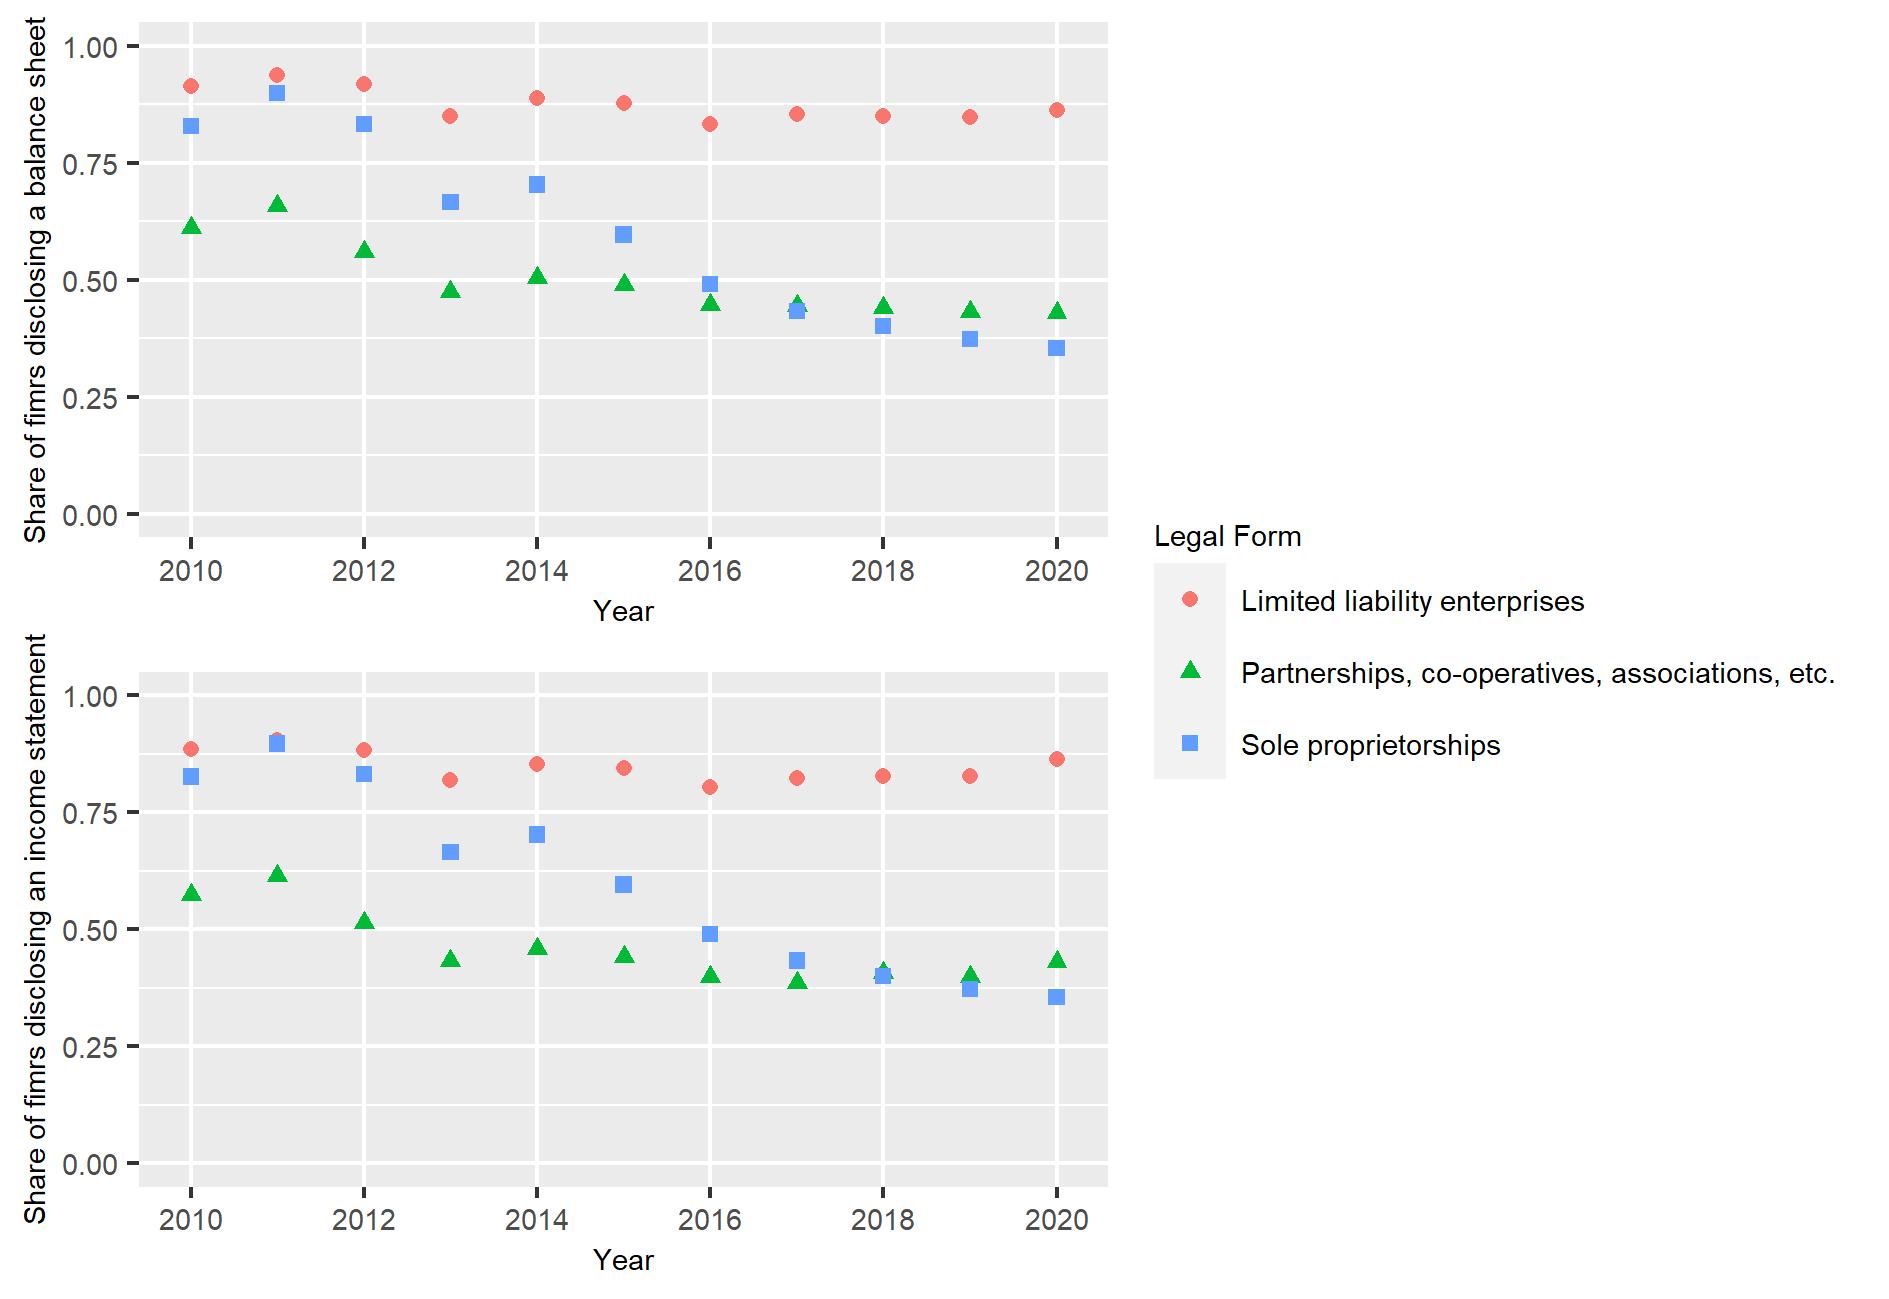 Share of fimrs disclosing a balance sheet
1.00
0.75
0.50
0.25
0.00
2010 2012 2014 2016 2018 2020
Year
Share of fimrs disclosing an income statement
1.00
0.75
0.50
0.25
0.00
2010 2012 2014 2016 2018 2020
Year
Legal Form
Limited liability enterprises
Partnerships, co-operatives, associations, etc.
Sole proprietorships